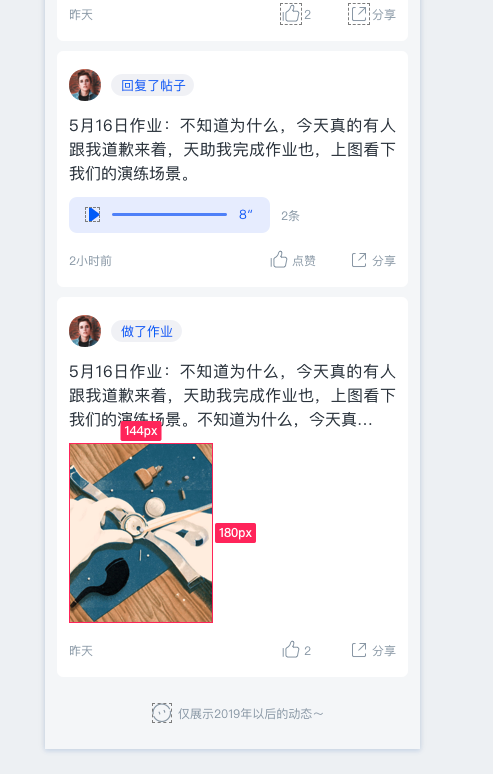 昨天 2 分享
回复了帖子
5月16日作业：不知道为什么，今天真的有人
跟我道歉来着，天助我完成作业也，上图看下
我们的演练场景。
8“ 2条
2小时前 点赞 分享
做了作业
5月16日作业：不知道为什么，今天真的有人
跟我道歉来着，天助我完成作业也，上图看下
我们的演练场景。不知道为什么，今天真...
144px
180px
昨天 2 分享
仅展示2019年以后的动态～